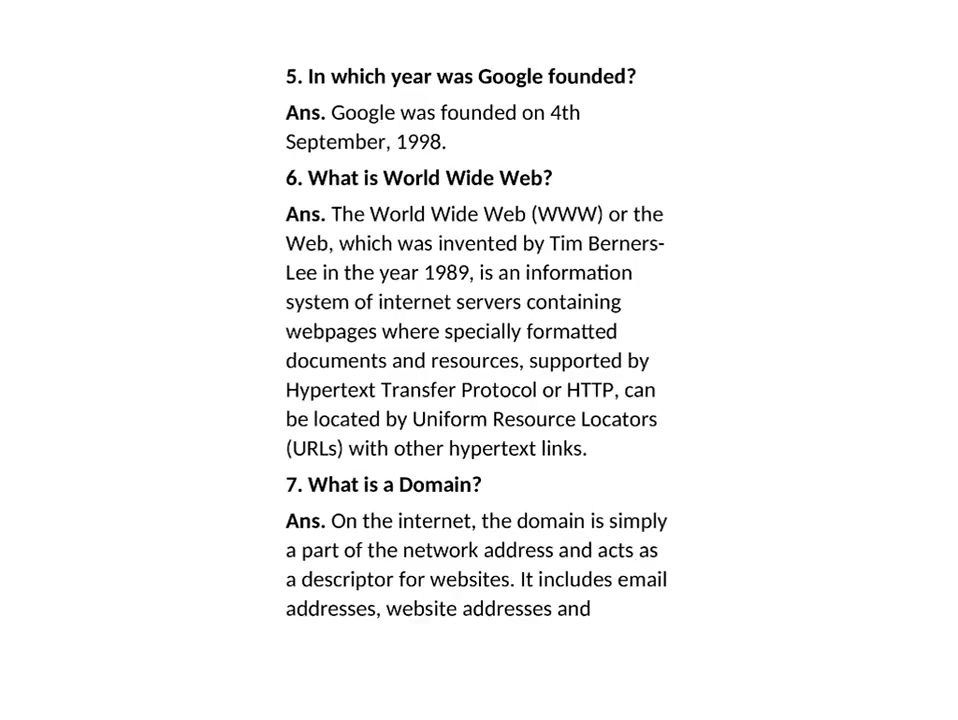 5. In which year was Google founded?
Ans. Google was founded on 4th
September, 1998.
6. What is World Wide Web?
Ans. The World Wide Web (WWW) or the
Web, which was invented by Tim Berners-
Lee in the year 1989, is an information
system of internet servers containing
webpages where specially formatted
documents and resources, supported by
Hypertext Transfer Protocol or HTTP, can
be located by Uniform Resource Locators
(URLs) with other hypertext links.
7. What is a Domain?
Ans. On the internet, the domain is simply
a part of the network address and acts as
a descriptor for websites. It includes email
addresses, website addresses and